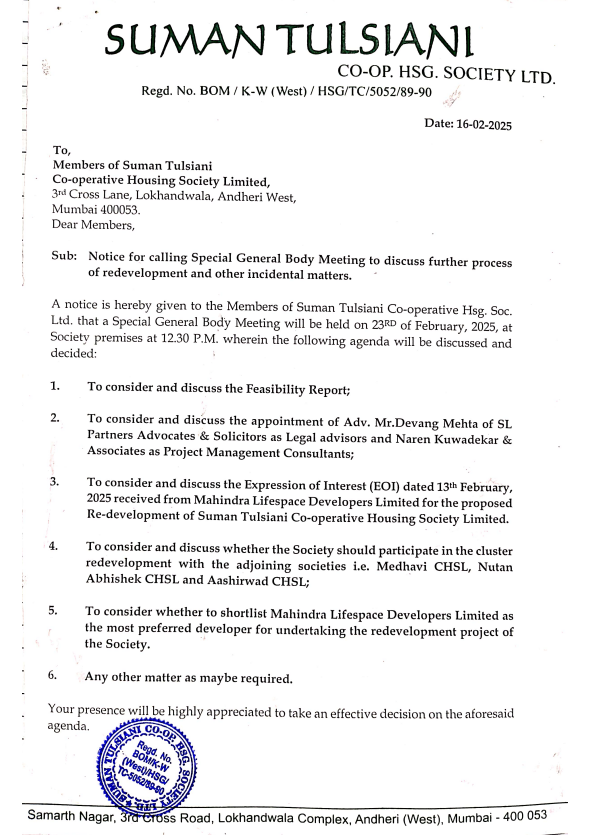 SUMAN TULSIANI
CO-OP. HSG. SOCIETY LTD.
Regd. No. BOM / K-W (West) / HSG/TC/5052/89-90
Date: 16-02-2025
To,
Members of Suman Tulsiani
Co-operative Housing Society Limited,
3rd Cross Lane, Lokhandwala, Andheri West,
Mumbai 400053.
Dear Members,
Sub: Notice for calling Special General Body Meeting to discuss further process
of redevelopment and other incidental matters.
A notice is hereby given to the Members of Suman Tulsiani Co-operative Hsg. Soc.
Ltd. that a Special General Body Meeting will be held on 23RD of February, 2025, at
Society premises at 12.30 P.M. wherein the following agenda will be discussed and
decided:
1. To consider and discuss the Feasibility Report;
2. To consider and discuss the appointment of Adv. Mr.Devang Mehta of SL
Partners Advocates & Solicitors as Legal advisors and Naren Kuwadekar &
Associates as Project Management Consultants;
3. To consider and discuss the Expression of Interest (EOI) dated 13th February,
2025 received from Mahindra Lifespace Developers Limited for the proposed
Re-development of Suman Tulsiani Co-operative Housing Society Limited.
4. To consider and discuss whether the Society should participate in the cluster
redevelopment with the adjoining societies i.e. Medhavi CHSL, Nutan
Abhishek CHSL and Aashirwad CHSL;
5. To consider whether to shortlist Mahindra Lifespace Developers Limited as
the most preferred developer for undertaking the redevelopment project of
the Society.
6. Any other matter as maybe required.
Your presence will be highly appreciated to take an effective decision on the aforesaid
agenda.
SUMAN TULSIANI CO-OP. HSG. SOCIETY LTD.
Regd. No.
BOM/K-W
(West)/HSG/
TC-5052/89-90
Samarth Nagar, 3rd Cross Road, Lokhandwala Complex, Andheri (West), Mumbai - 400 053